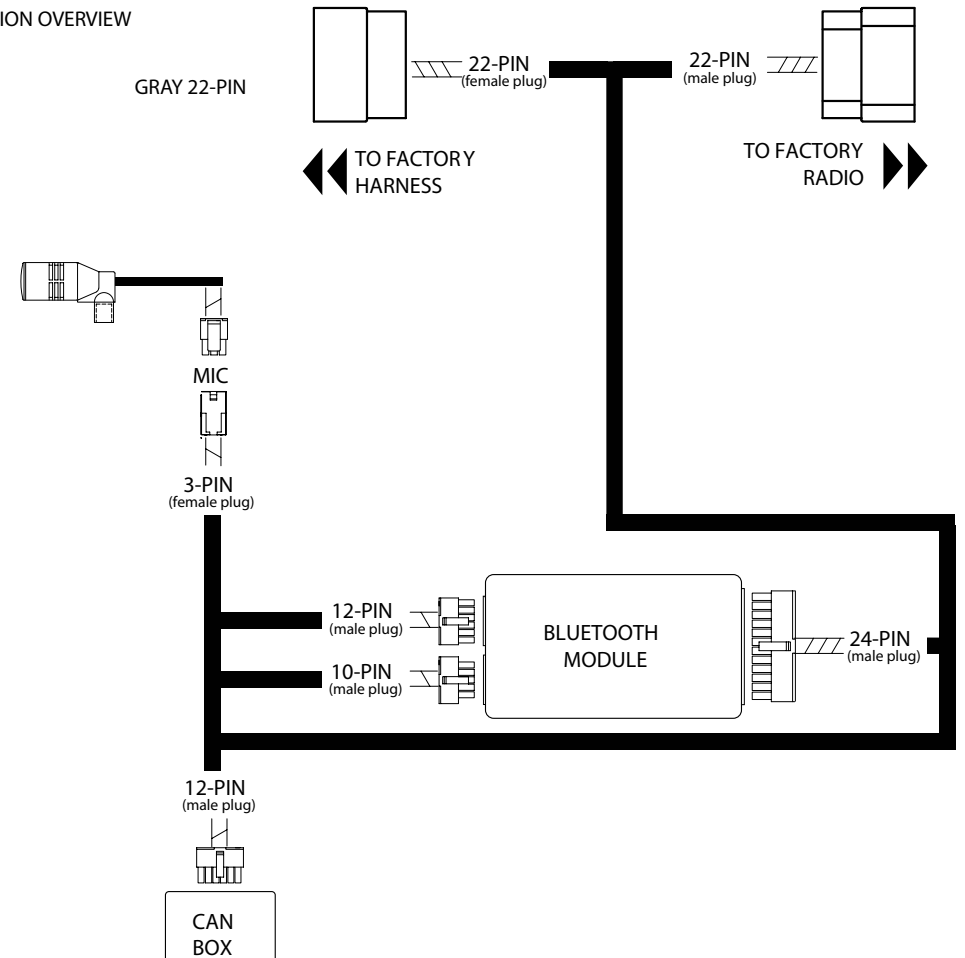 ION OVERVIEW
GRAY 22-PIN
22-PIN
(female plug)
22-PIN
(male plug)
TO FACTORY
HARNESS
TO FACTORY
RADIO
MIC
3-PIN
(female plug)
12-PIN
(male plug)
10-PIN
(male plug)
BLUETOOTH
MODULE
24-PIN
(male plug)
12-PIN
(male plug)
CAN
BOX